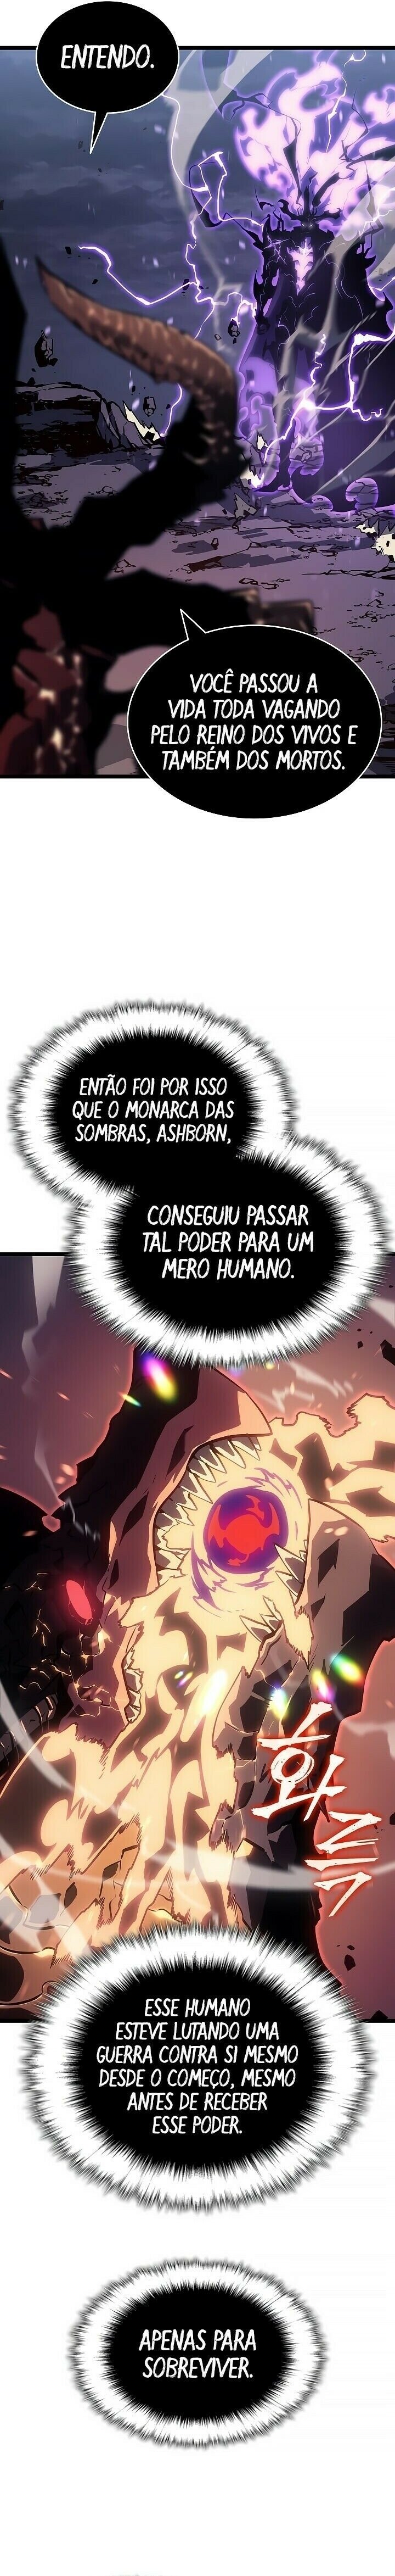 ENTENDO.
VOCÊ PASSOU A
VIDA TODA VAGANDO
PELO REINO DOS VIVOS E
TAMBÉM DOS MORTOS.
ENTÃO FOI POR ISSO
QUE O MONARCA DAS
SOMBRAS, ASHBORN,
CONSEGUIU PASSAR
TAL PODER PARA UM
MERO HUMANO.
화르
ESSE HUMANO
ESTEVE LUTANDO UMA
GUERRA CONTRA SI MESMO
DESDE O COMEÇO, MESMO
ANTES DE RECEBER
ESSE PODER.
APENAS PARA
SOBREVIVER.